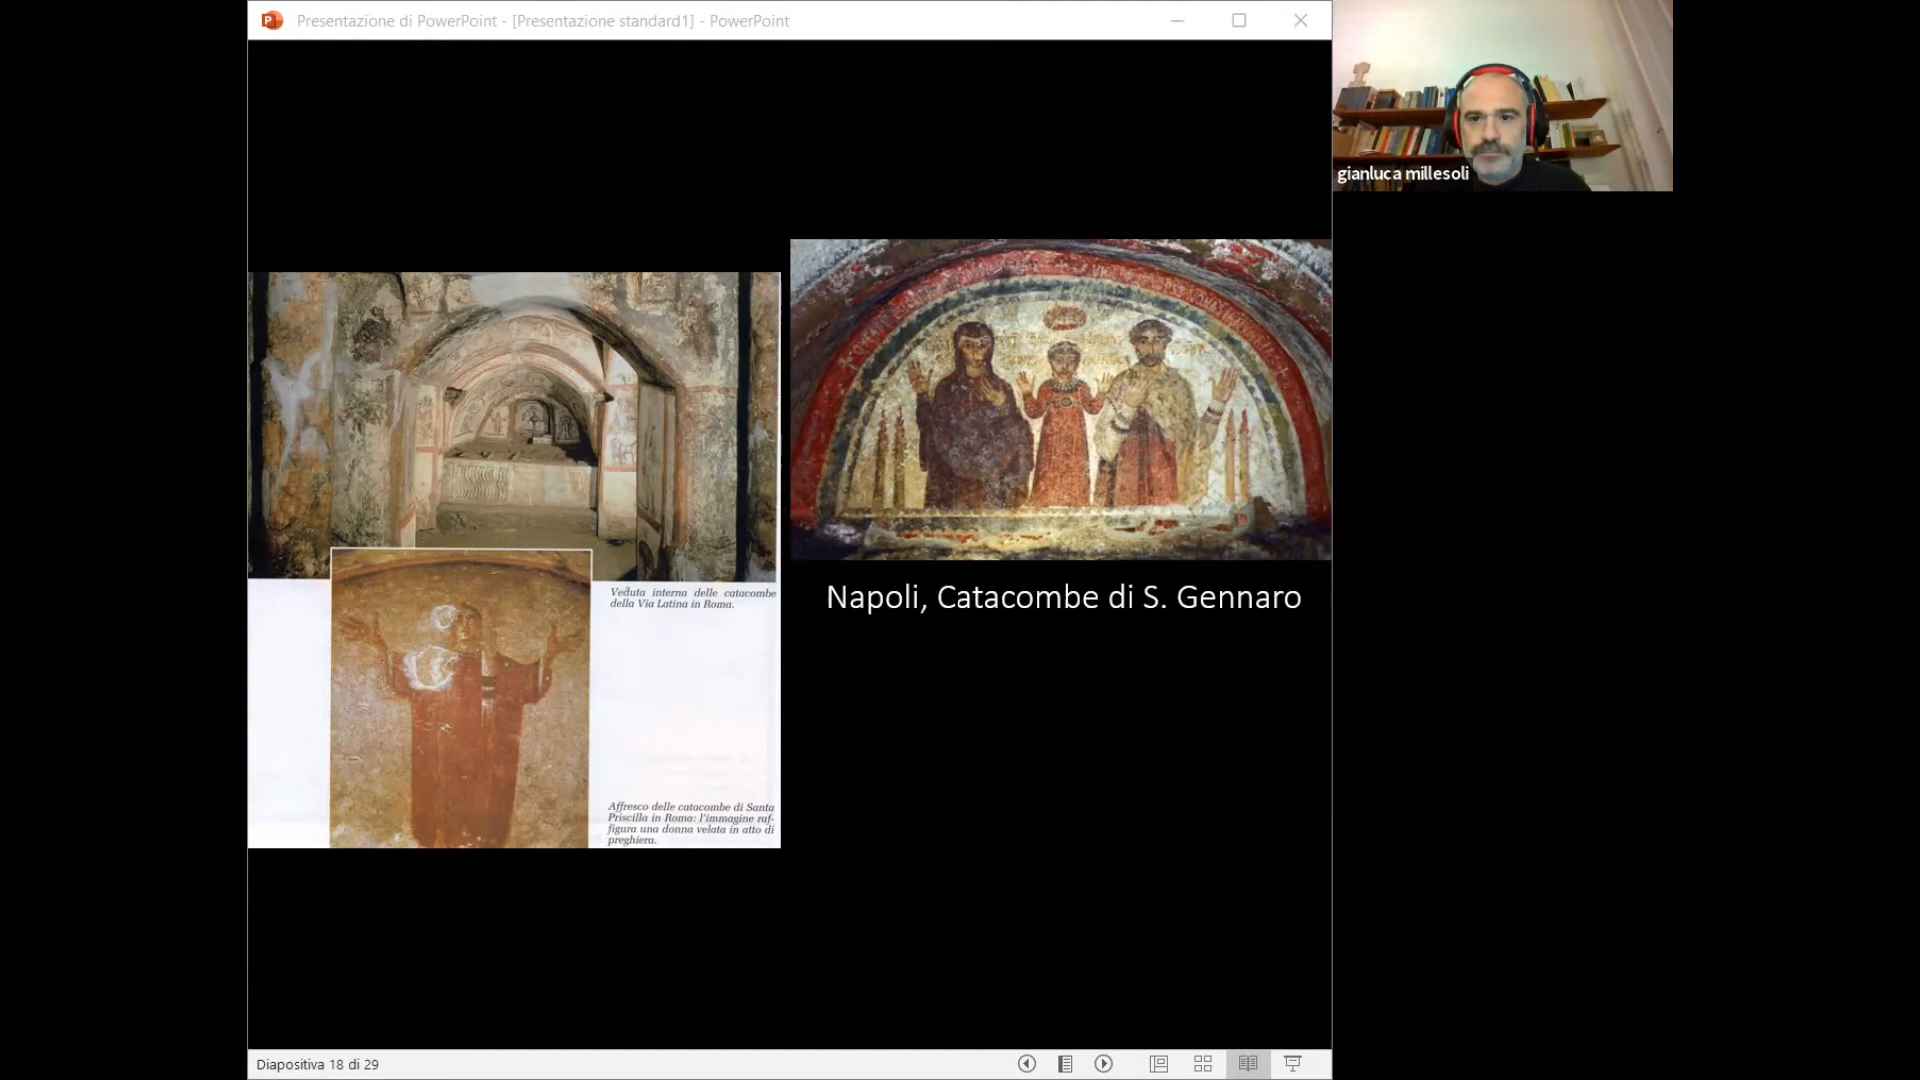 Presentazione di PowerPoint - [Presentazione standard1] - PowerPoint
gianluca millesoli
Veduta interna delle catacombe
della Via Latina in Roma.
Napoli, Catacombe di S. Gennaro
Affresco delle catacombe di Santa
Priscilla in Roma: l'immagine raf-
figura una donna velata in atto di
preghiera.
Diapositiva 18 di 29